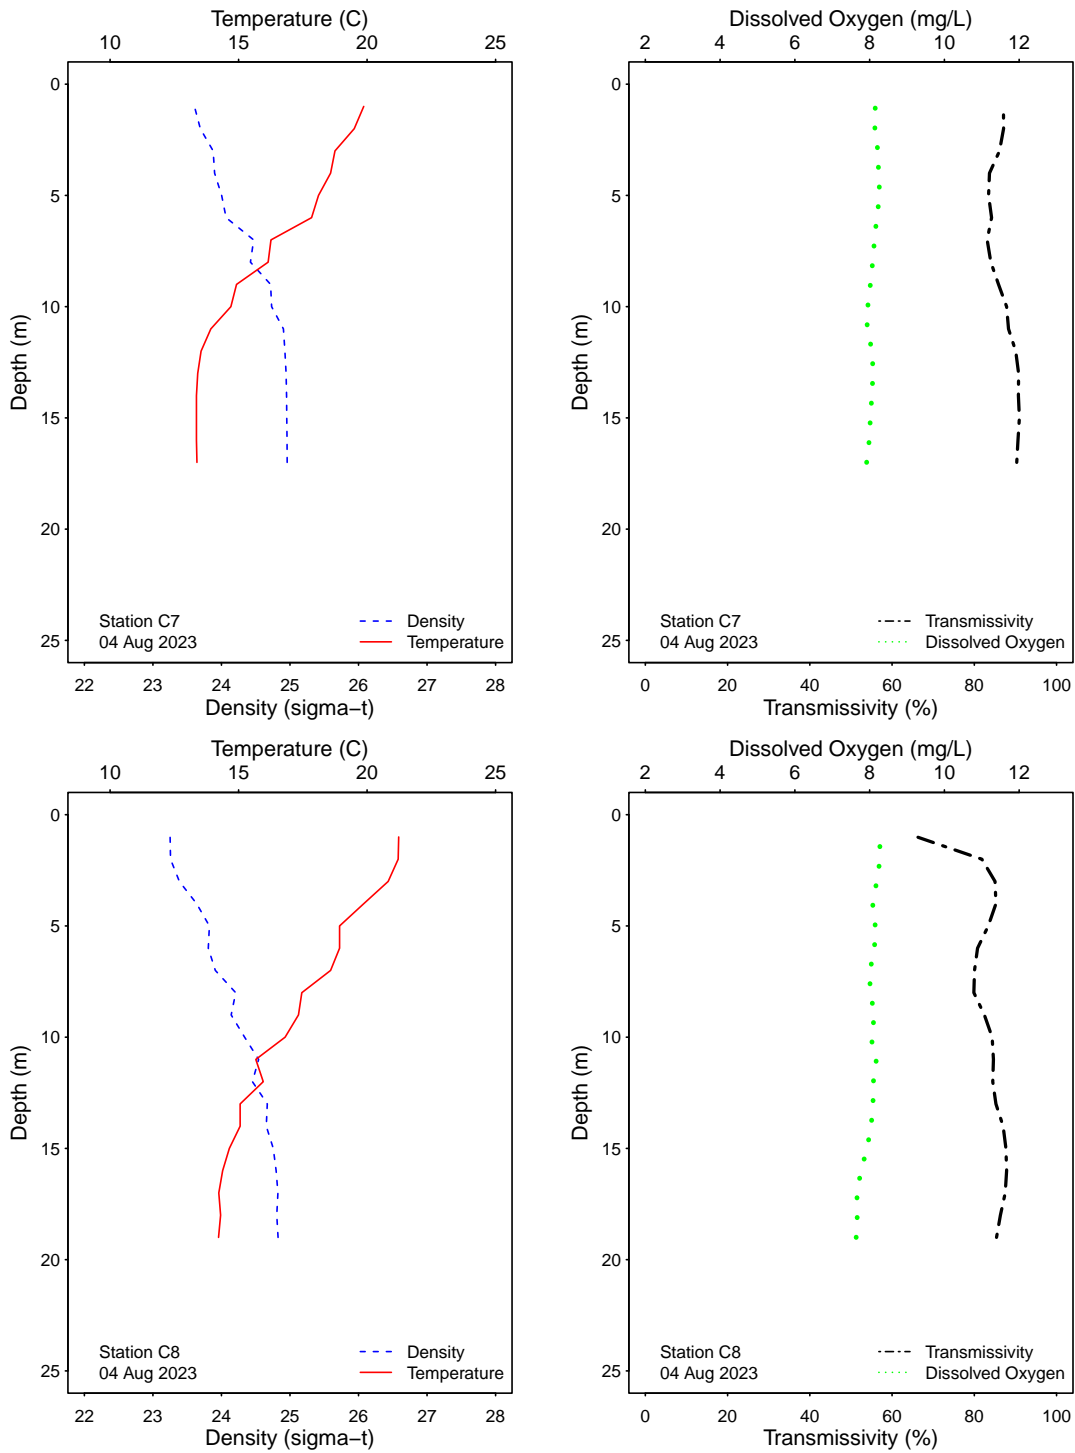 Temperature (C)
10 15 20 25
0
5
10
15
20
25
Depth (m)
Station C7
04 Aug 2023
Density
Temperature
22 23 24 25 26 27 28
Density (sigma−t)
Dissolved Oxygen (mg/L)
2 4 6 8 10 12
0
5
10
15
20
25
Depth (m)
Station C7
04 Aug 2023
Transmissivity
Dissolved Oxygen
0 20 40 60 80 100
Transmissivity (%)
Temperature (C)
10 15 20 25
0
5
10
15
20
25
Depth (m)
Station C8
04 Aug 2023
Density
Temperature
22 23 24 25 26 27 28
Density (sigma−t)
Dissolved Oxygen (mg/L)
2 4 6 8 10 12
0
5
10
15
20
25
Depth (m)
Station C8
04 Aug 2023
Transmissivity
Dissolved Oxygen
0 20 40 60 80 100
Transmissivity (%)